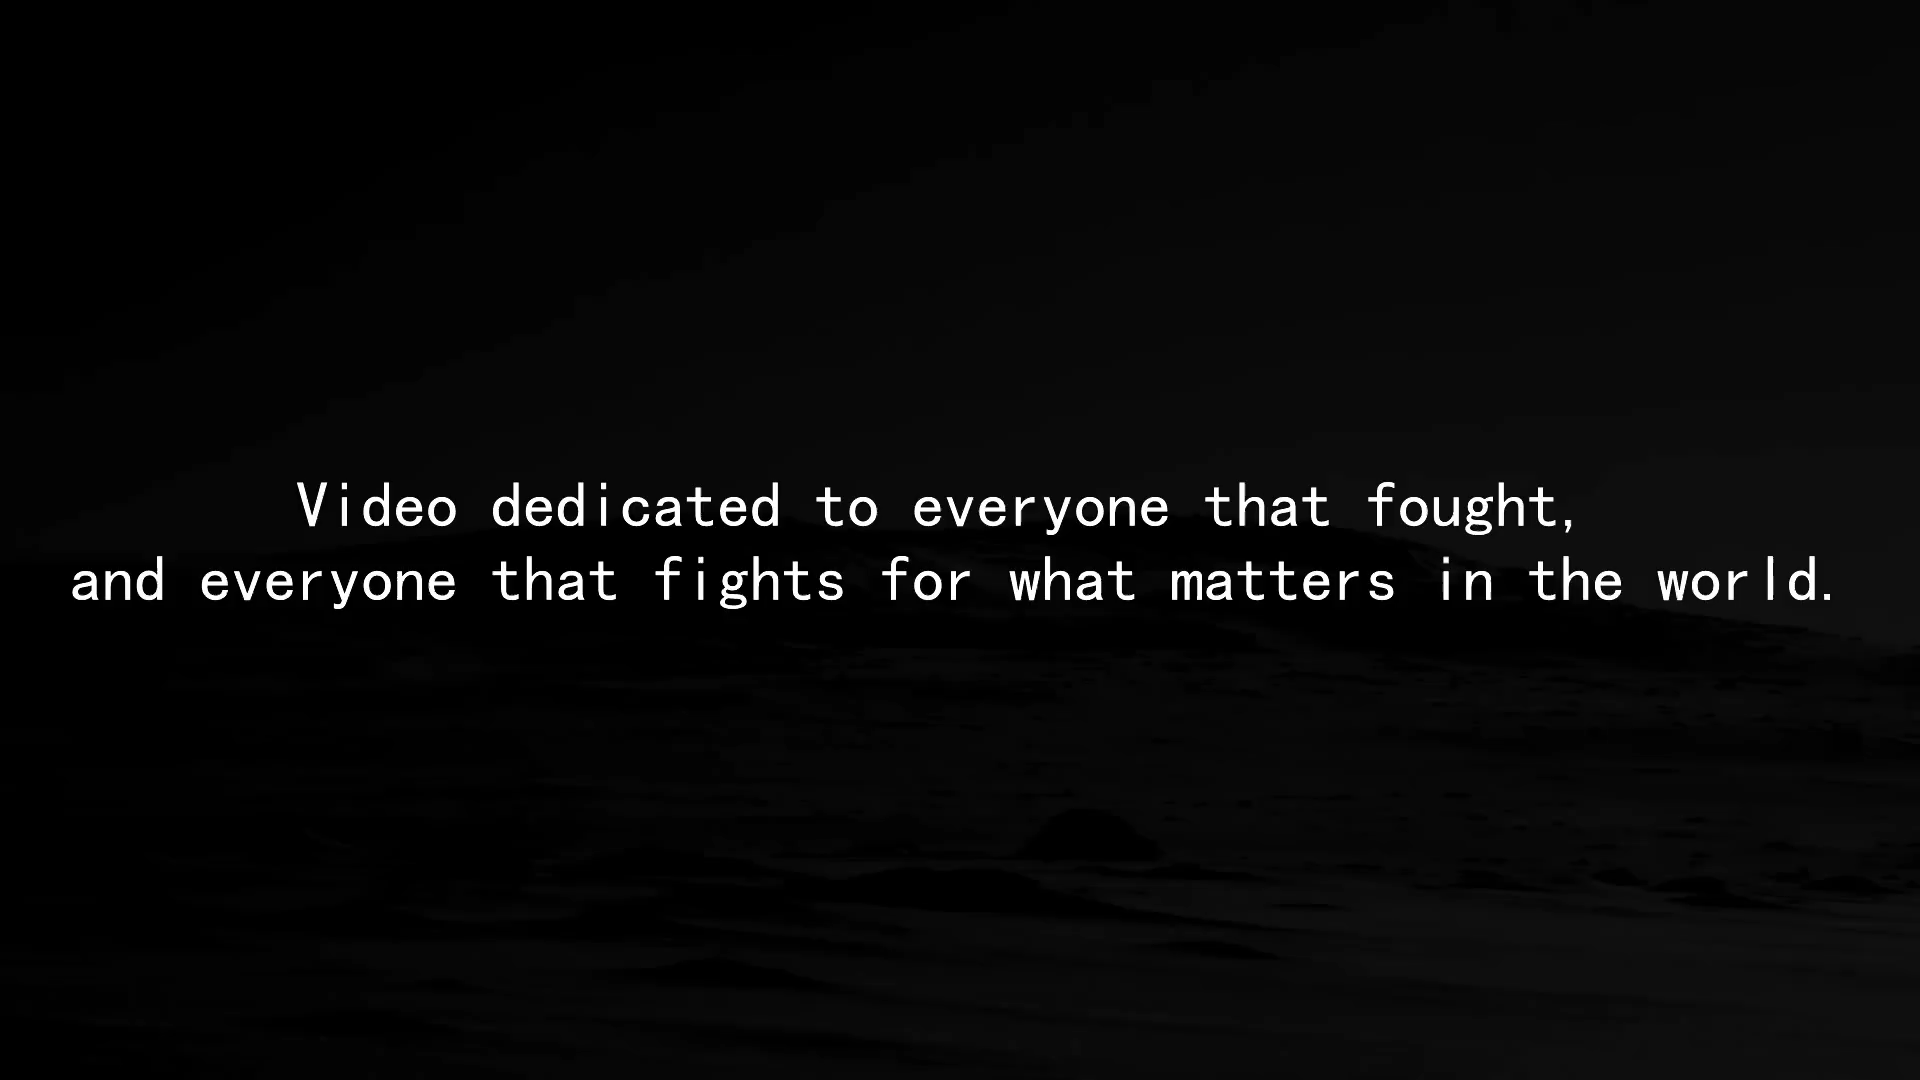 Video dedicated to everyone that fought,
and everyone that fights for what matters in the world.